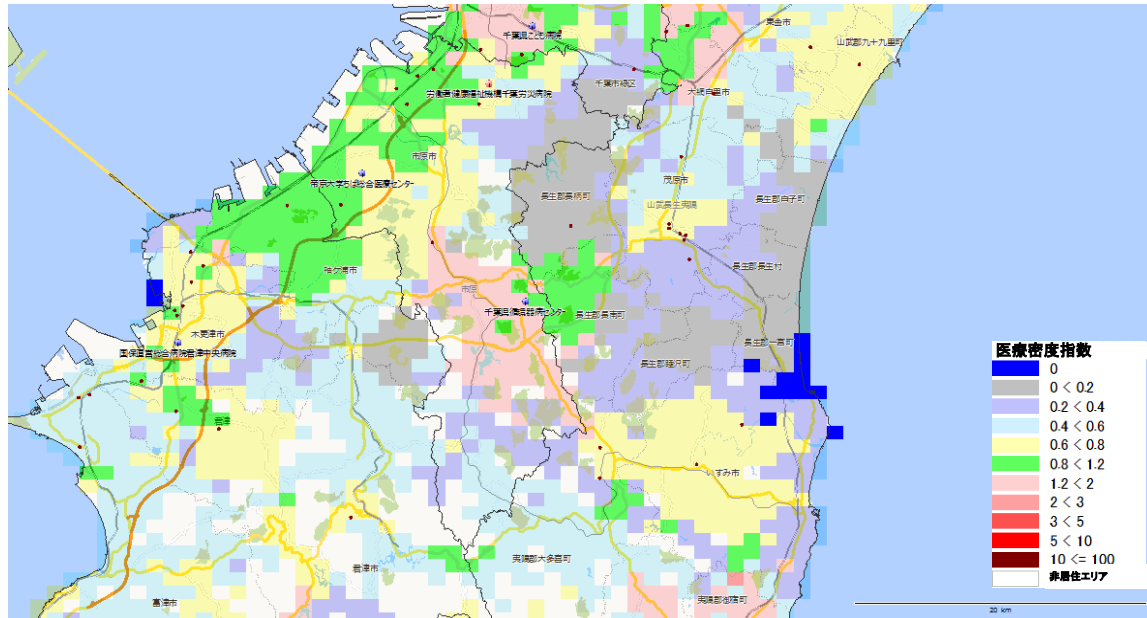 東金市
千葉県こども病院
山武郡九十九里町
千葉市緑区
労働者健康福祉機構千葉労災病院
大網白里市
市原市
帝京大学ちば総合医療センター
茂原市
長生郡長柄町
長生郡白子町
山武長生夷隅
袖ケ浦市
長生郡長生村
市原
千葉県循環器病センター
長生郡長南町
木更津市
長生郡一宮町
国保直営総合病院君津中央病院
長生郡睦沢町
君津
いすみ市
夷隅郡大多喜町
君津市
富津市
夷隅郡御宿町
医療密度指数
0
0 < 0.2
0.2 < 0.4
0.4 < 0.6
0.6 < 0.8
0.8 < 1.2
1.2 < 2
2 < 3
3 < 5
5 < 10
10 <= 100
非居住エリア
20 km